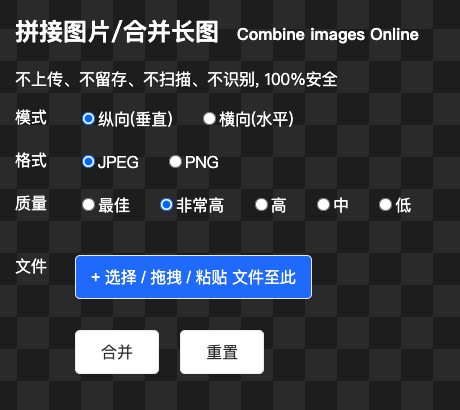 拼接图片/合并长图 Combine images Online
不上传、不留存、不扫描、不识别, 100%安全
模式 纵向(垂直) 横向(水平)
格式 JPEG PNG
质量 最佳 非常高 高 中 低
文件 + 选择 / 拖拽 / 粘贴 文件至此
合并 重置